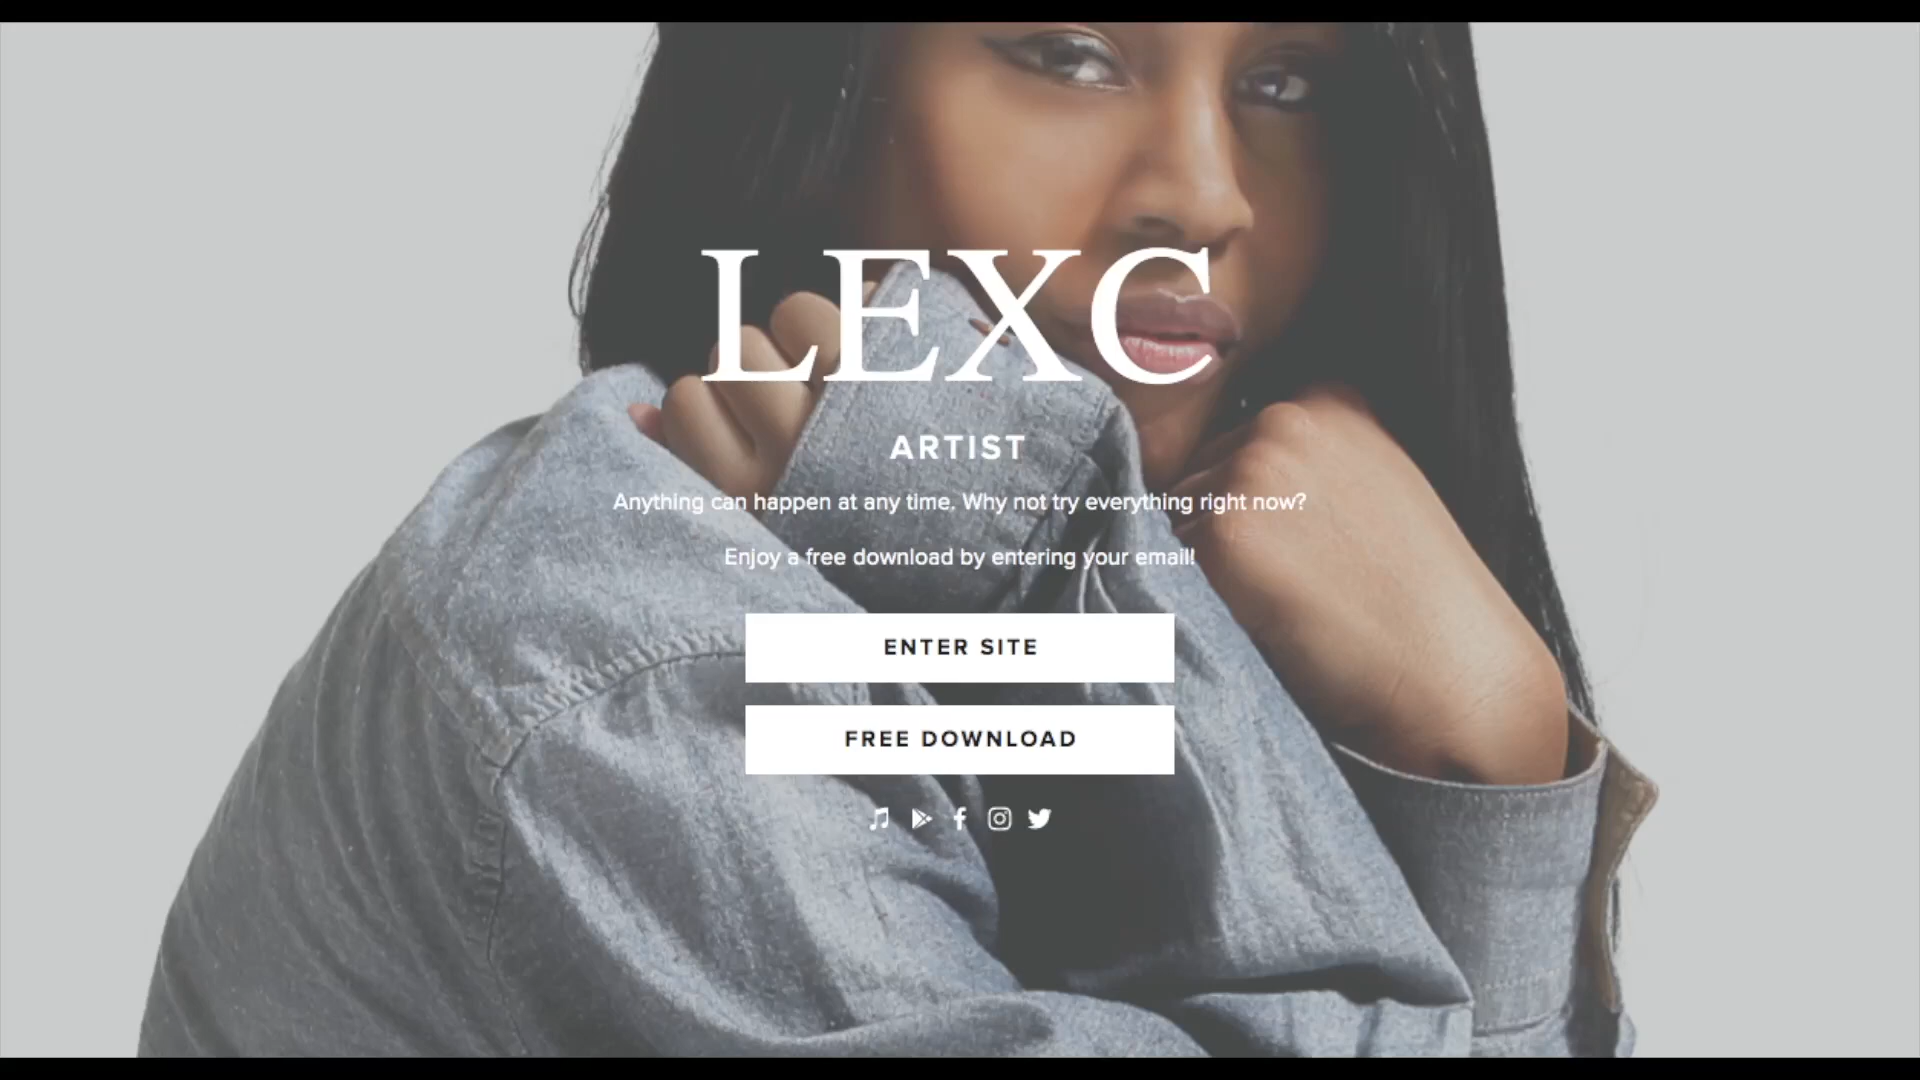 LEXC
ARTIST
Anything can happen at any time. Why not try everything right now?
Enjoy a free download by entering your email!
ENTER SITE
FREE DOWNLOAD